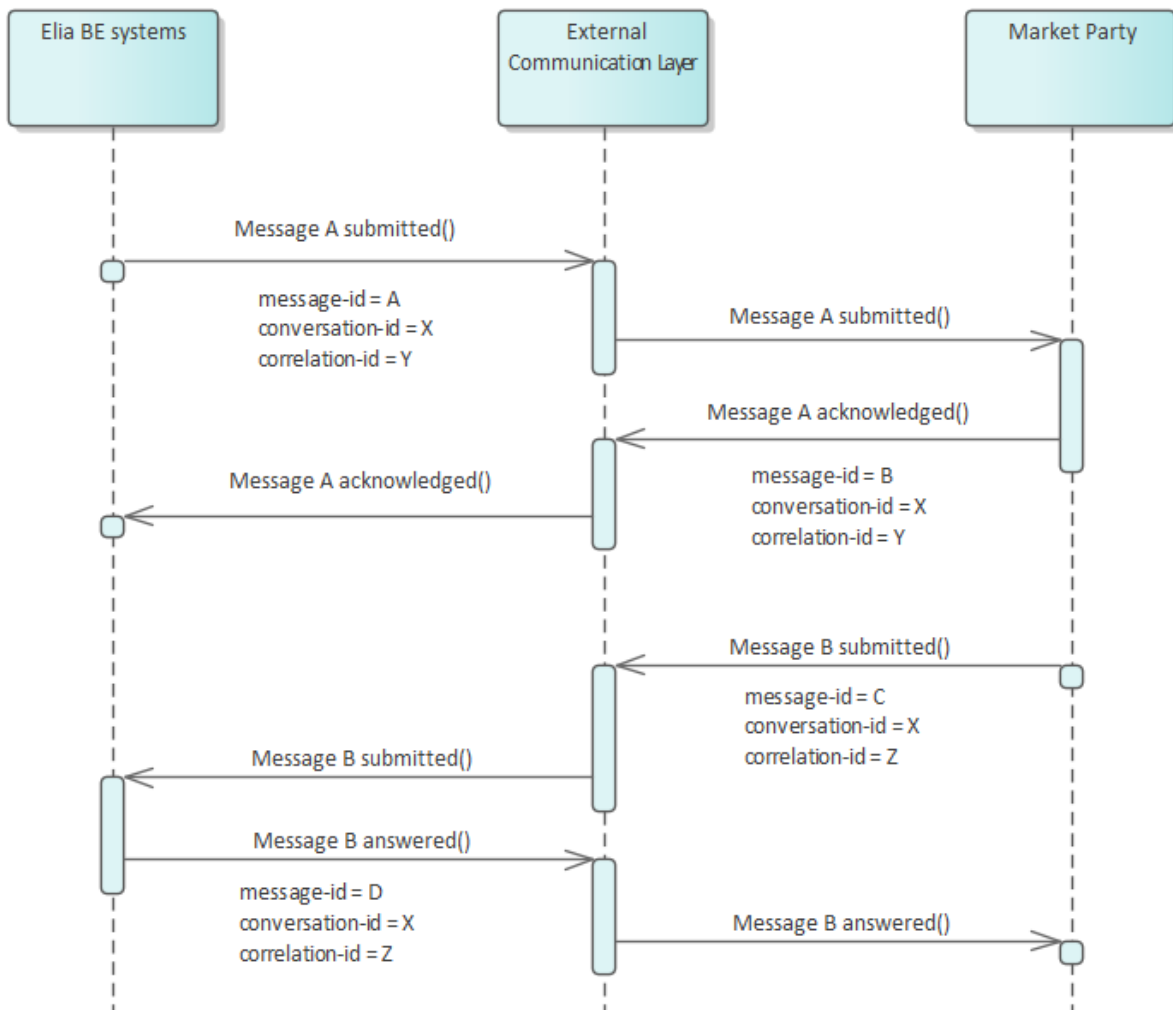 Elia BE systems
External
Communication Layer
Market Party
Message A submitted()
message-id = A
conversation-id = X
correlation-id = Y
Message A submitted()
Message A acknowledged()
message-id = B
conversation-id = X
correlation-id = Y
Message A acknowledged()
Message B submitted()
message-id = C
conversation-id = X
correlation-id = Z
Message B submitted()
Message B answered()
message-id = D
conversation-id = X
correlation-id = Z
Message B answered()